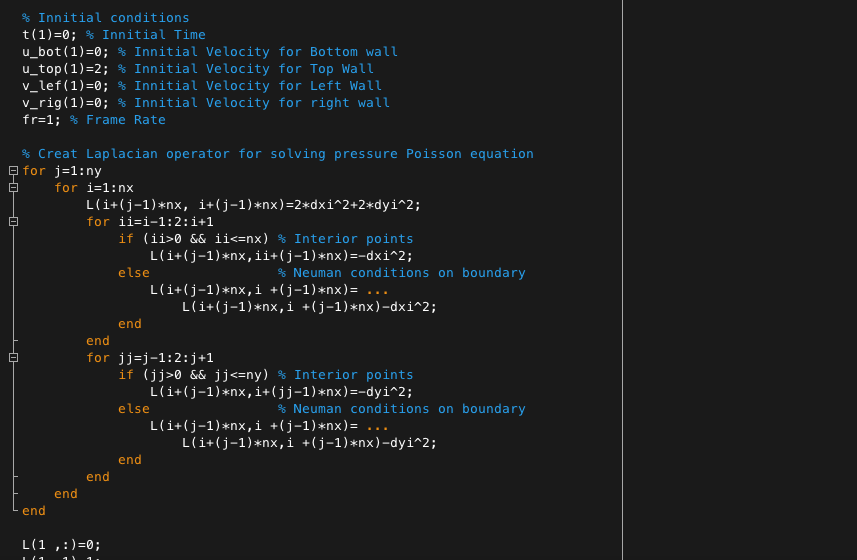 % Innitial conditions
t(1)=0; % Innitial Time
u_bot(1)=0; % Innitial Velocity for Bottom wall
u_top(1)=2; % Innitial Velocity for Top Wall
v_lef(1)=0; % Innitial Velocity for Left Wall
v_rig(1)=0; % Innitial Velocity for right wall
fr=1; % Frame Rate
% Creat Laplacian operator for solving pressure Poisson equation
for j=1:ny
for i=1:nx
L(i+(j-1)*nx, i+(j-1)*nx)=2*dxi^2+2*dyi^2;
for ii=i-1:2:i+1
if (ii>0 && ii<=nx) % Interior points
L(i+(j-1)*nx,ii+(j-1)*nx)=-dxi^2;
else % Neuman conditions on boundary
L(i+(j-1)*nx,i +(j-1)*nx)= ...
L(i+(j-1)*nx,i +(j-1)*nx)-dxi^2;
end
end
for jj=j-1:2:j+1
if (jj>0 && jj<=ny) % Interior points
L(i+(j-1)*nx,i+(jj-1)*nx)=-dyi^2;
else % Neuman conditions on boundary
L(i+(j-1)*nx,i +(j-1)*nx)= ...
L(i+(j-1)*nx,i +(j-1)*nx)-dyi^2;
end
end
end
end
L(1 ,:)=0;